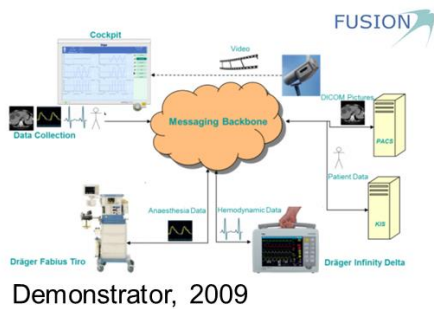 FUSION
Cockpit
Video
DICOM Pictures
Messaging Backbone
Data Collection
PACS
Patient Data
Anaesthesia Data
Hemodynamic Data
KIS
Dräger Fabius Tiro
Dräger Infinity Delta
Demonstrator, 2009